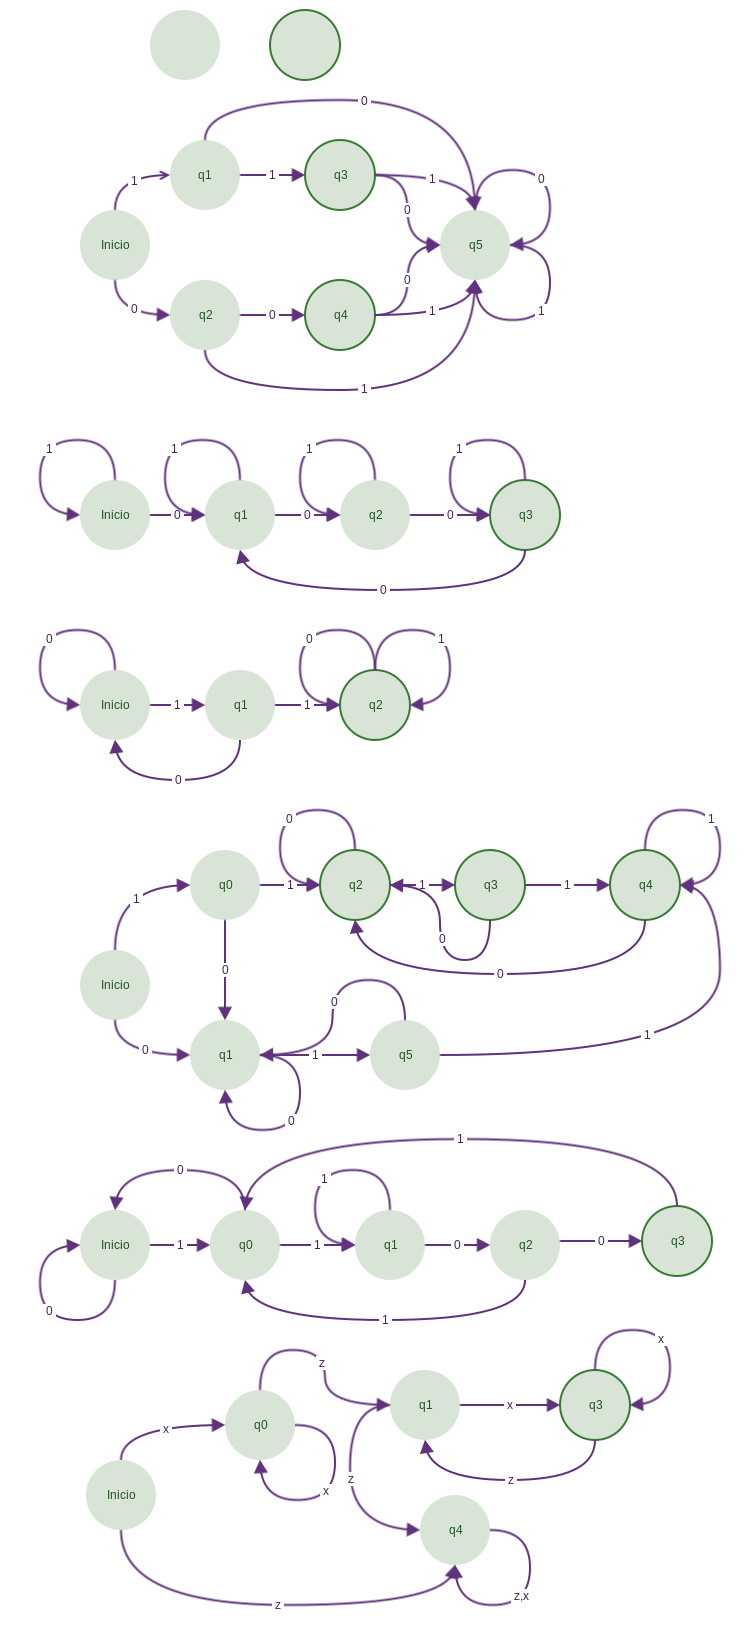 0
1 q1 1 q3 1 0
0
Inicio q5
0
0 q2 0 q4 1 1
1
1 1 1 1
Inicio 0 q1 0 q2 0 q3
0
0 0 1
Inicio 1 q1 1 q2
0
0 1
q0 1 q2 1 q3 1 q4
1
0
0 0
Inicio
0
1
0 q1 1 q5
0
1
0
1
Inicio 1 q0 1 q1 0 q2 0 q3
0
1
x
z
q1 x q3
x q0
z z
x
Inicio
q4
z,x
z